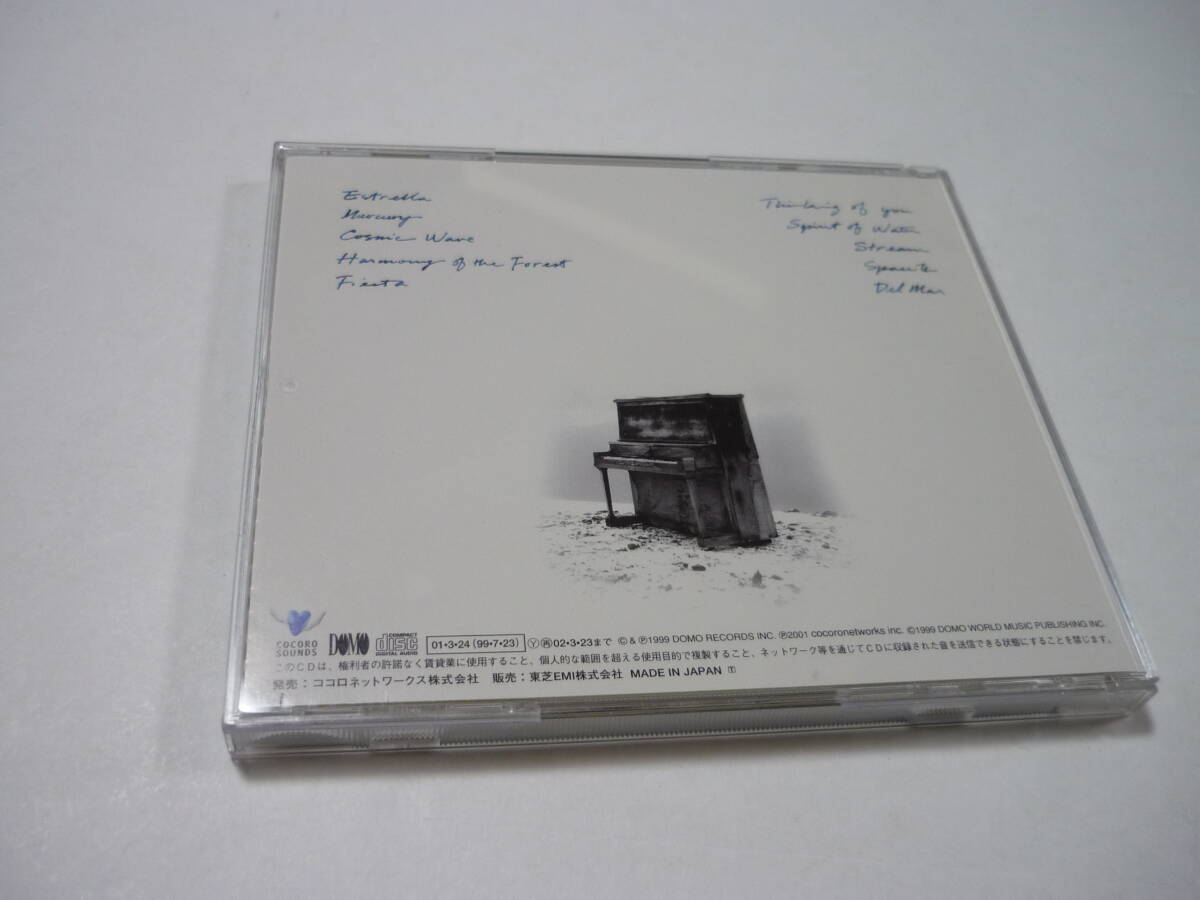 Estrella
Mercury
Cosmic Wave
Harmony of the Forest
Fiesta
Thinking of you
Spirit of Water
Stream
Del Mar
COCORO
SOUNDS
DOMO
COMPACT
disc
DIGITAL AUDIO
01・3・24 (99・7・23)
Ⓨ 再 02・3・23まで
© & ℗1999 DOMO RECORDS INC. ℗2001 cocoronetworks inc. ©1999 DOMO WORLD MUSIC PUBLISHING INC.
このCDは、権利者の許諾なく賃貸業に使用すること、個人的な範囲を超える使用目的で複製すること、ネットワーク等を通じてCDに収録された音を送信できる状態にすることを禁じます。
発売：ココロネットワークス株式会社 販売：東芝EMI株式会社 MADE IN JAPAN